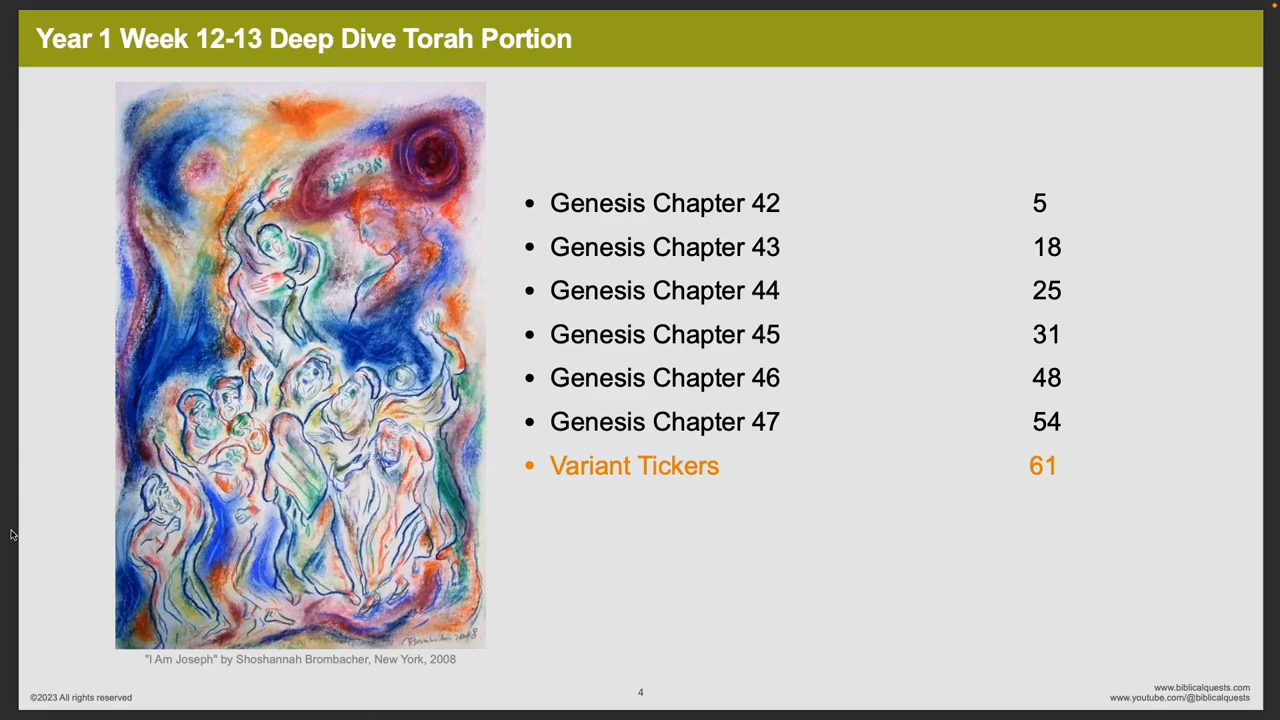 Year 1 Week 12-13 Deep Dive Torah Portion
• Genesis Chapter 42 5
• Genesis Chapter 43 18
• Genesis Chapter 44 25
• Genesis Chapter 45 31
• Genesis Chapter 46 48
• Genesis Chapter 47 54
• Variant Tickers 61
"I Am Joseph" by Shoshannah Brombacher, New York, 2008
©2023 All rights reserved
4
www.biblicalquests.com
www.youtube.com/@biblicalquests